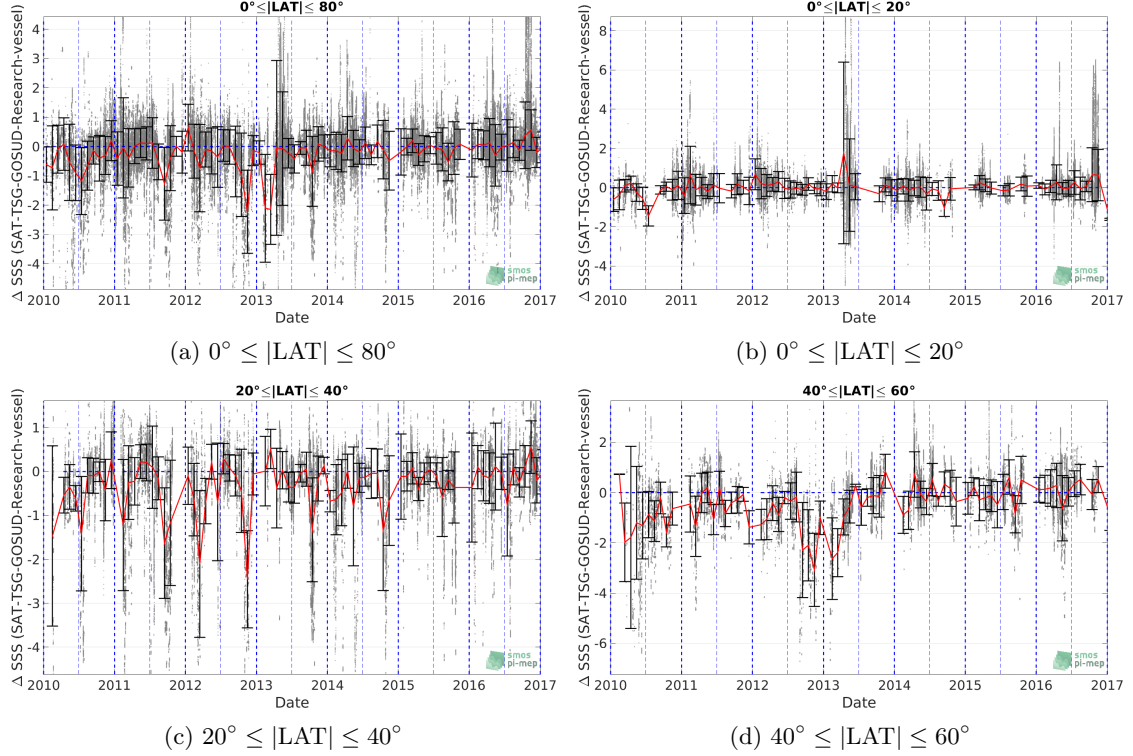 0°≤|LAT|≤ 80°
Δ SSS (SAT-TSG-GOSUD-Research-vessel)
4
3
2
1
0
-1
-2
-3
-4
2010 2011 2012 2013 2014 2015 2016 2017
Date
smos
pi-mep
(a) 0° ≤ |LAT| ≤ 80°
0°≤|LAT|≤ 20°
Δ SSS (SAT-TSG-GOSUD-Research-vessel)
8
6
4
2
0
-2
-4
2010 2011 2012 2013 2014 2015 2016 2017
Date
smos
pi-mep
(b) 0° ≤ |LAT| ≤ 20°
20°≤|LAT|≤ 40°
Δ SSS (SAT-TSG-GOSUD-Research-vessel)
1
0
-1
-2
-3
-4
2010 2011 2012 2013 2014 2015 2016 2017
Date
smos
pi-mep
(c) 20° ≤ |LAT| ≤ 40°
40°≤|LAT|≤ 60°
Δ SSS (SAT-TSG-GOSUD-Research-vessel)
2
0
-2
-4
-6
2010 2011 2012 2013 2014 2015 2016 2017
Date
smos
pi-mep
(d) 40° ≤ |LAT| ≤ 60°